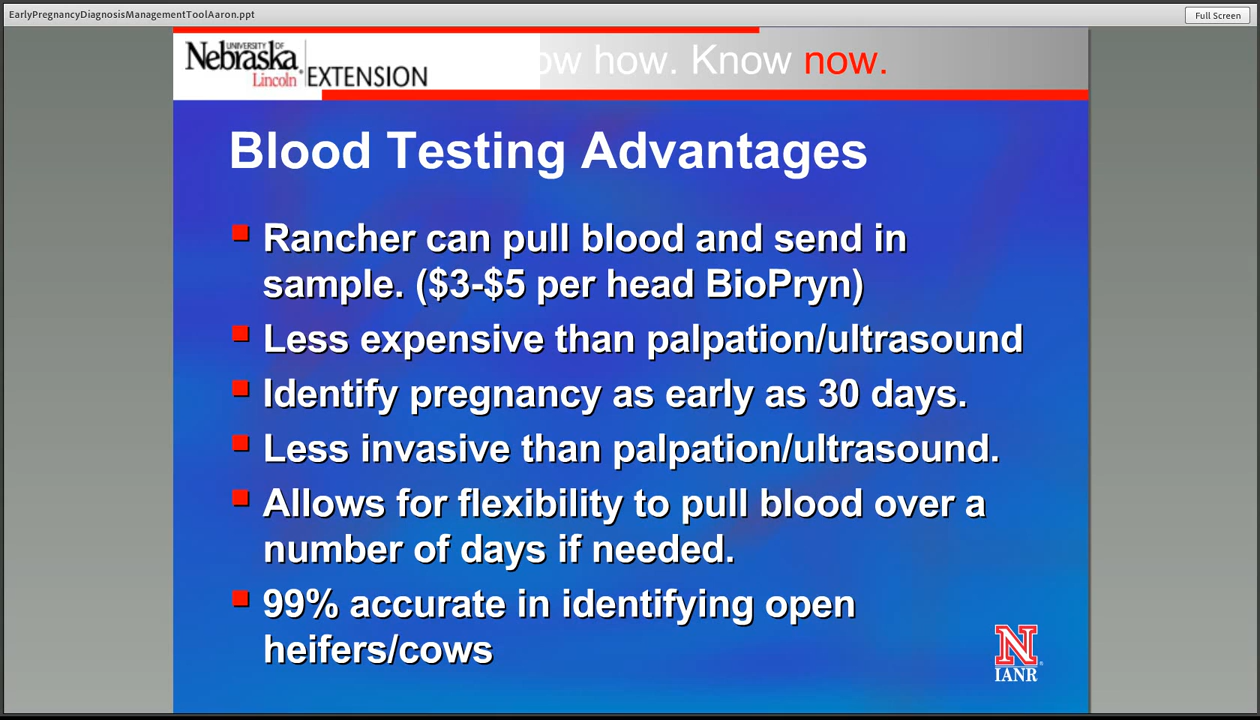 EarlyPregnancyDiagnosisManagementToolAaron.ppt
Full Screen
UNIVERSITY OF
Nebraska
Lincoln
EXTENSION
ow how. Know now.
Blood Testing Advantages
Rancher can pull blood and send in
sample. ($3-$5 per head BioPryn)
Less expensive than palpation/ultrasound
Identify pregnancy as early as 30 days.
Less invasive than palpation/ultrasound.
Allows for flexibility to pull blood over a
number of days if needed.
99% accurate in identifying open
heifers/cows
N
IANR